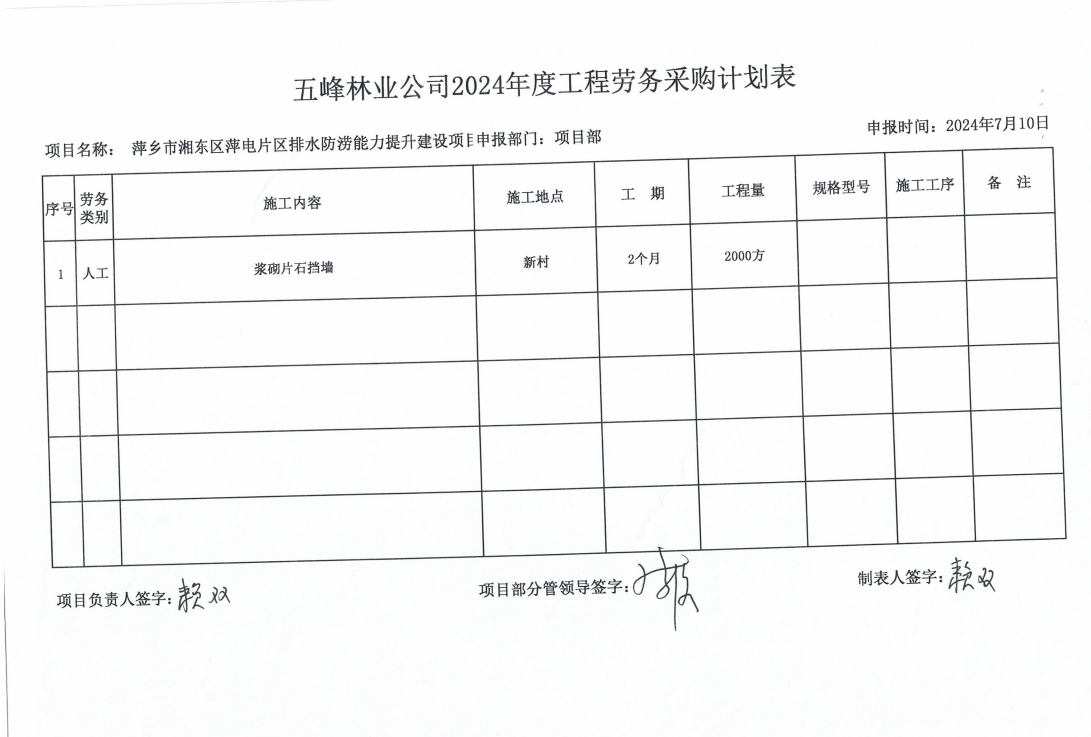 五峰林业公司2024年度工程劳务采购计划表
项目名称： 萍乡市湘东区萍电片区排水防涝能力提升建设项目申报部门：项目部 申报时间：2024年7月10日
序号 劳务类别 施工内容 施工地点 工 期 工程量 规格型号 施工工序 备 注
1 人工 浆砌片石挡墙 新村 2个月 2000方
项目负责人签字：赖双 项目部分管领导签字： 制表人签字：赖双